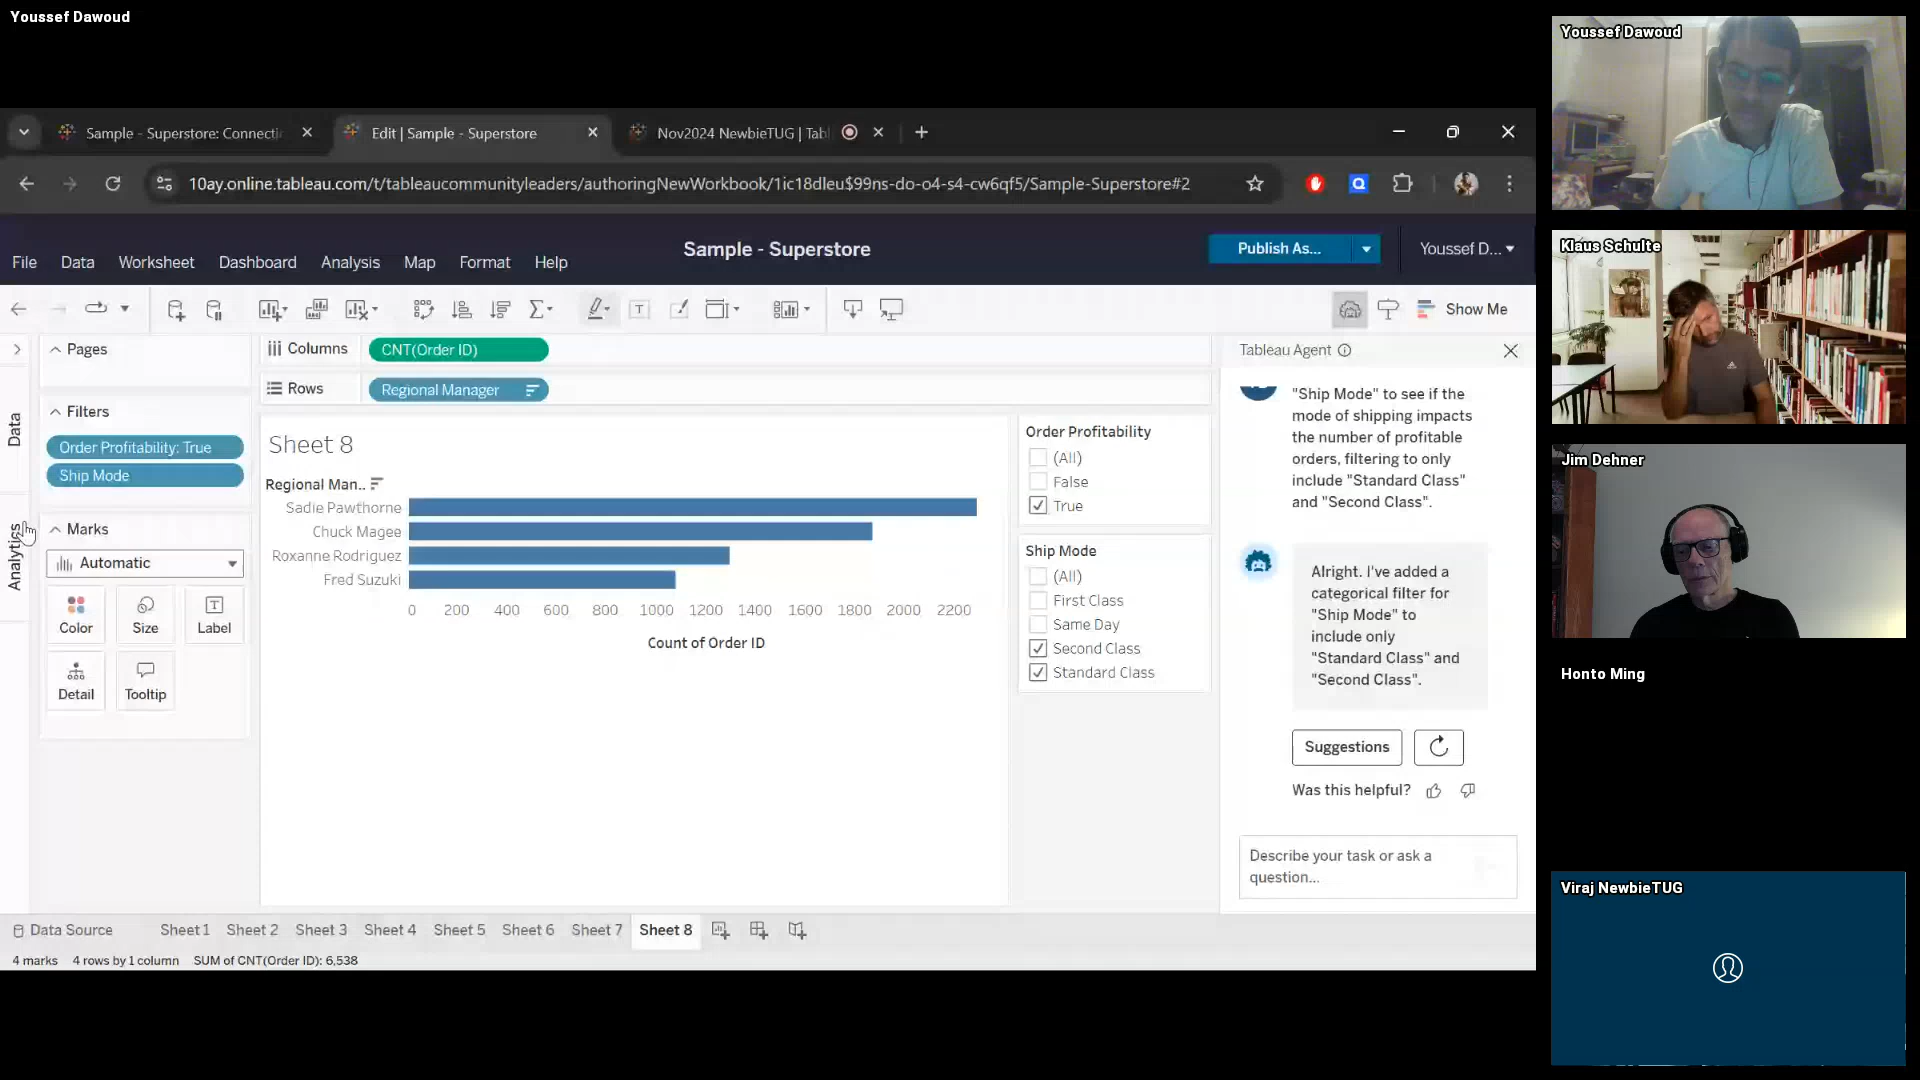 Youssef Dawoud
Sample - Superstore: Connecti
Edit | Sample - Superstore
Nov2024 NewbieTUG | Tabl
10ay.online.tableau.com/t/tableaucommunityleaders/authoringNewWorkbook/1ic18dleu$99ns-do-o4-s4-cw6qf5/Sample-Superstore#2
File Data Worksheet Dashboard Analysis Map Format Help
Sample - Superstore
Publish As...
Youssef D...
Show Me
Pages
Columns
CNT(Order ID)
Rows
Regional Manager
Filters
Order Profitability: True
Ship Mode
Data
Analytics
Marks
Automatic
Color
Size
Label
Detail
Tooltip
Sheet 8
Regional Man..
Sadie Pawthorne
Chuck Magee
Roxanne Rodriguez
Fred Suzuki
0 200 400 600 800 1000 1200 1400 1600 1800 2000 2200
Count of Order ID
Order Profitability
(All)
False
True
Ship Mode
(All)
First Class
Same Day
Second Class
Standard Class
Tableau Agent
"Ship Mode" to see if the
mode of shipping impacts
the number of profitable
orders, filtering to only
include "Standard Class"
and "Second Class".
Alright. I've added a
categorical filter for
"Ship Mode" to
include only
"Standard Class" and
"Second Class".
Suggestions
Was this helpful?
Describe your task or ask a
question...
Data Source Sheet 1 Sheet 2 Sheet 3 Sheet 4 Sheet 5 Sheet 6 Sheet 7 Sheet 8
4 marks 4 rows by 1 column SUM of CNT(Order ID): 6,538
Youssef Dawoud
Klaus Schulte
Jim Dehner
Honto Ming
Viraj NewbieTUG